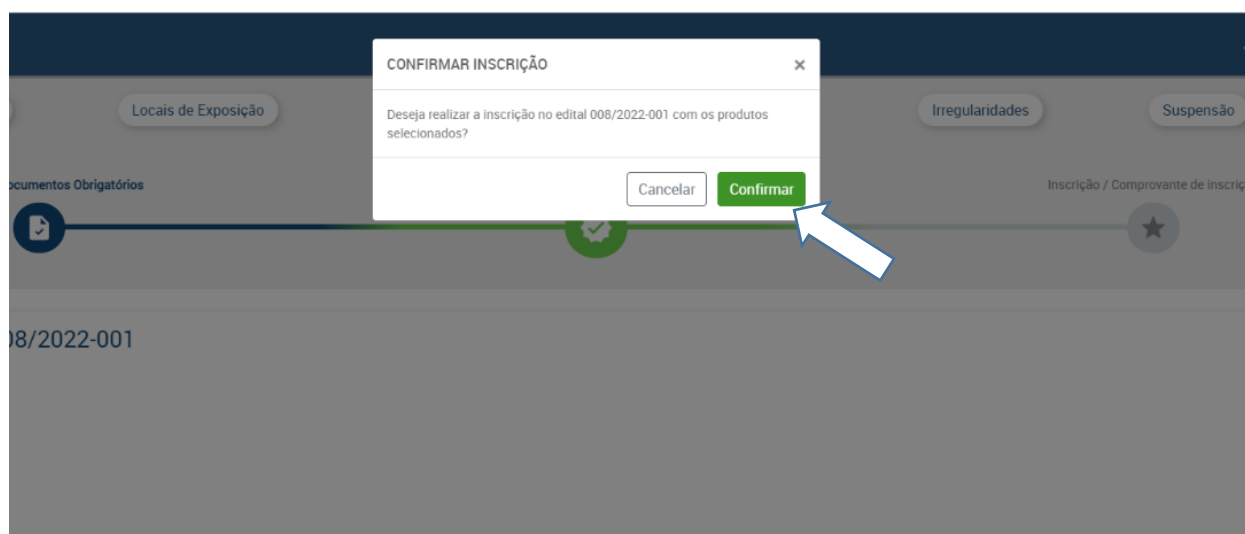 CONFIRMAR INSCRIÇÃO ×
Locais de Exposição
Deseja realizar a inscrição no edital 008/2022-001 com os produtos
selecionados?
Irregularidades
Suspensão
Cancelar
Confirmar
ocumentos Obrigatórios
Inscrição / Comprovante de inscriç
08/2022-001